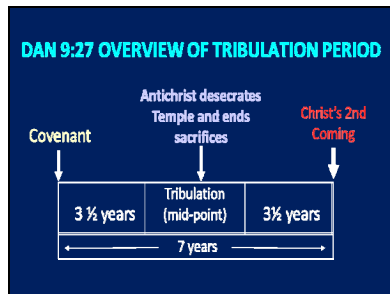 DAN 9:27 OVERVIEW OF TRIBULATION PERIOD
Antichrist desecrates
Temple and ends
sacrifices
Christ's 2nd
Coming
Covenant
Tribulation
(mid-point)
3 ½ years
3½ years
7 years